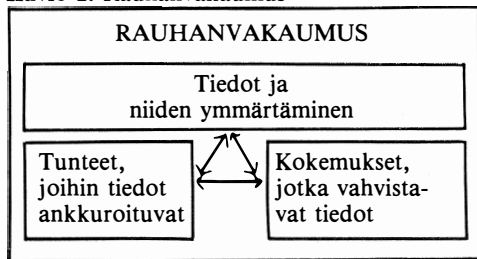 RAUHANVAKAUMUS
Tiedot ja
niiden ymmärtäminen
Tunteet,
joihin tiedot
ankkuroituvat
Kokemukset,
jotka vahvista-
vat tiedot